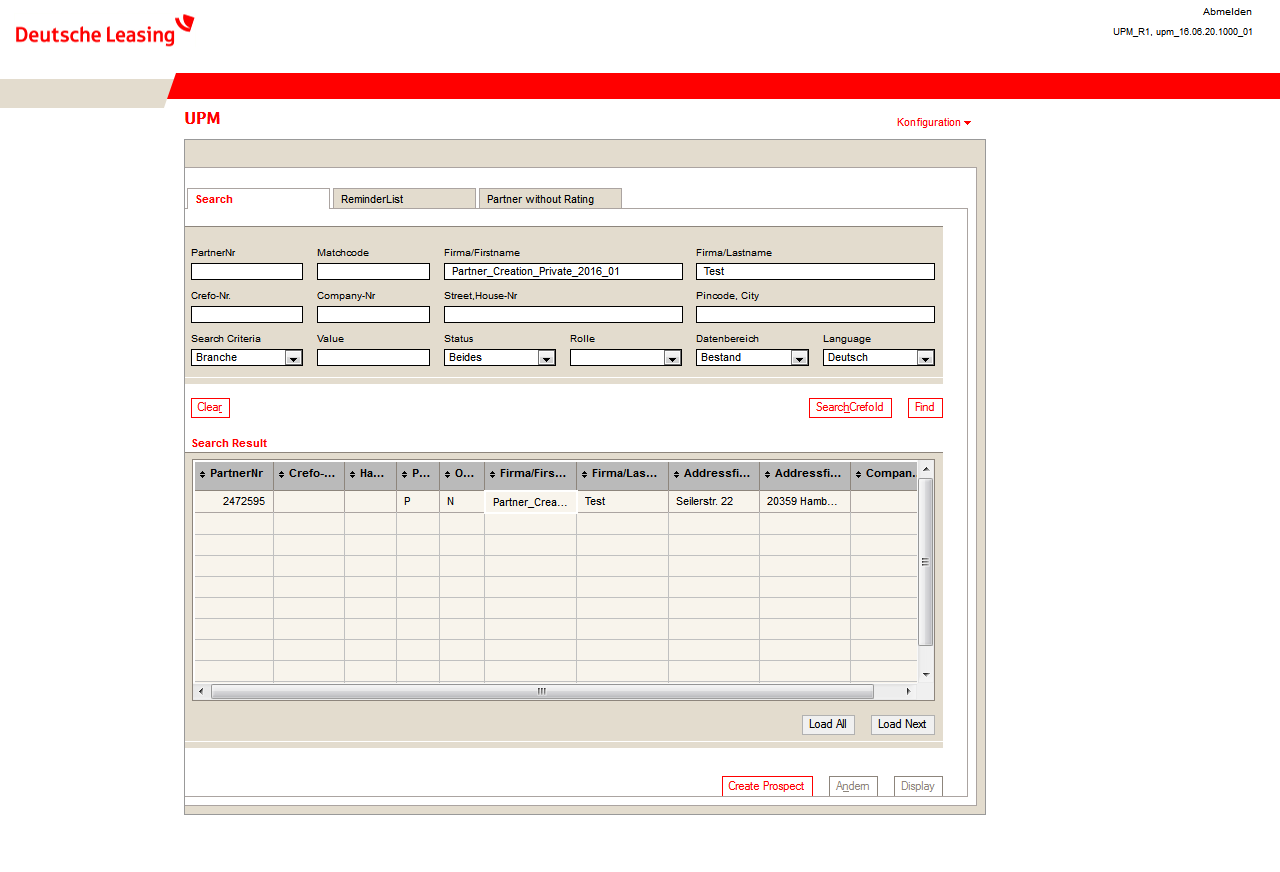 Deutsche Leasing
Abmelden
UPM_R1, upm_16.06.20.1000_01
UPM
Konfiguration
Search ReminderList Partner without Rating
PartnerNr Matchcode Firma/Firstname Firma/Lastname
Partner_Creation_Private_2016_01 Test
Crefo-Nr. Company-Nr Street,House-Nr Pincode, City
Search Criteria Value Status Rolle Datenbereich Language
Branche Beides Bestand Deutsch
Clear SearchCrefoId Find
Search Result
PartnerNr Crefo-... Ha... P... O... Firma/Firs... Firma/Las... Addressfi... Addressfi... Compan..
2472595 P N Partner_Crea... Test Seilerstr. 22 20359 Hamb...
Load All Load Next
Create Prospect Ändern Display